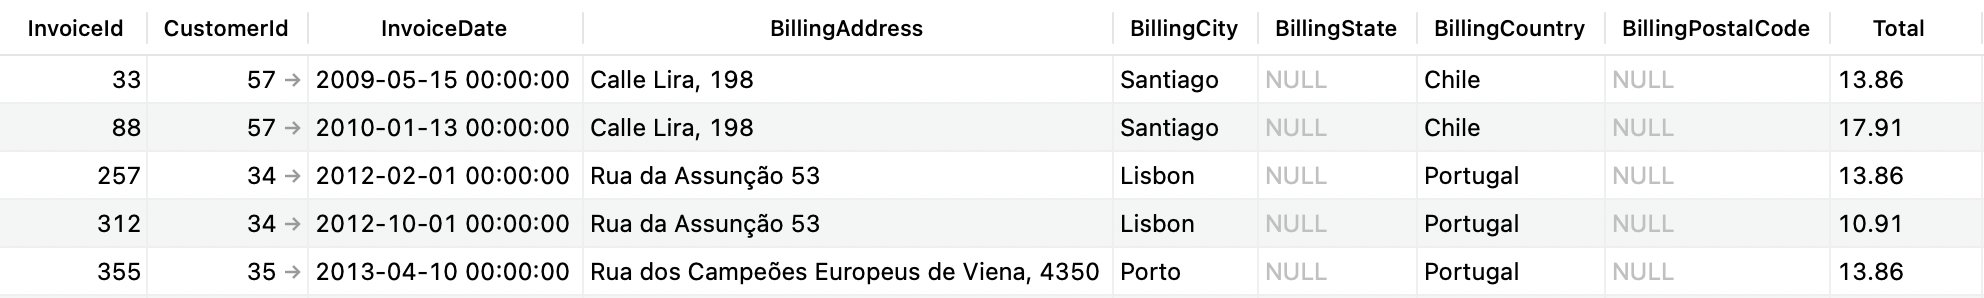 InvoiceId CustomerId InvoiceDate BillingAddress BillingCity BillingState BillingCountry BillingPostalCode Total
33 57 → 2009-05-15 00:00:00 Calle Lira, 198 Santiago NULL Chile NULL 13.86
88 57 → 2010-01-13 00:00:00 Calle Lira, 198 Santiago NULL Chile NULL 17.91
257 34 → 2012-02-01 00:00:00 Rua da Assunção 53 Lisbon NULL Portugal NULL 13.86
312 34 → 2012-10-01 00:00:00 Rua da Assunção 53 Lisbon NULL Portugal NULL 10.91
355 35 → 2013-04-10 00:00:00 Rua dos Campeões Europeus de Viena, 4350 Porto NULL Portugal NULL 13.86